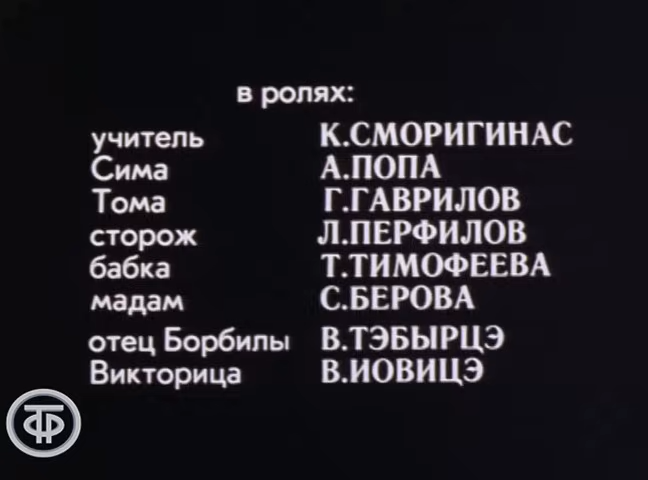 в ролях:
учитель К.СМОРИГИНАС
Сима А.ПОПА
Тома Г.ГАВРИЛОВ
сторож Л.ПЕРФИЛОВ
бабка Т.ТИМОФЕЕВА
мадам С.БЕРОВА
отец Борбилы В.ТЭБЫРЦЭ
Викторица В.ИОВИЦЭ